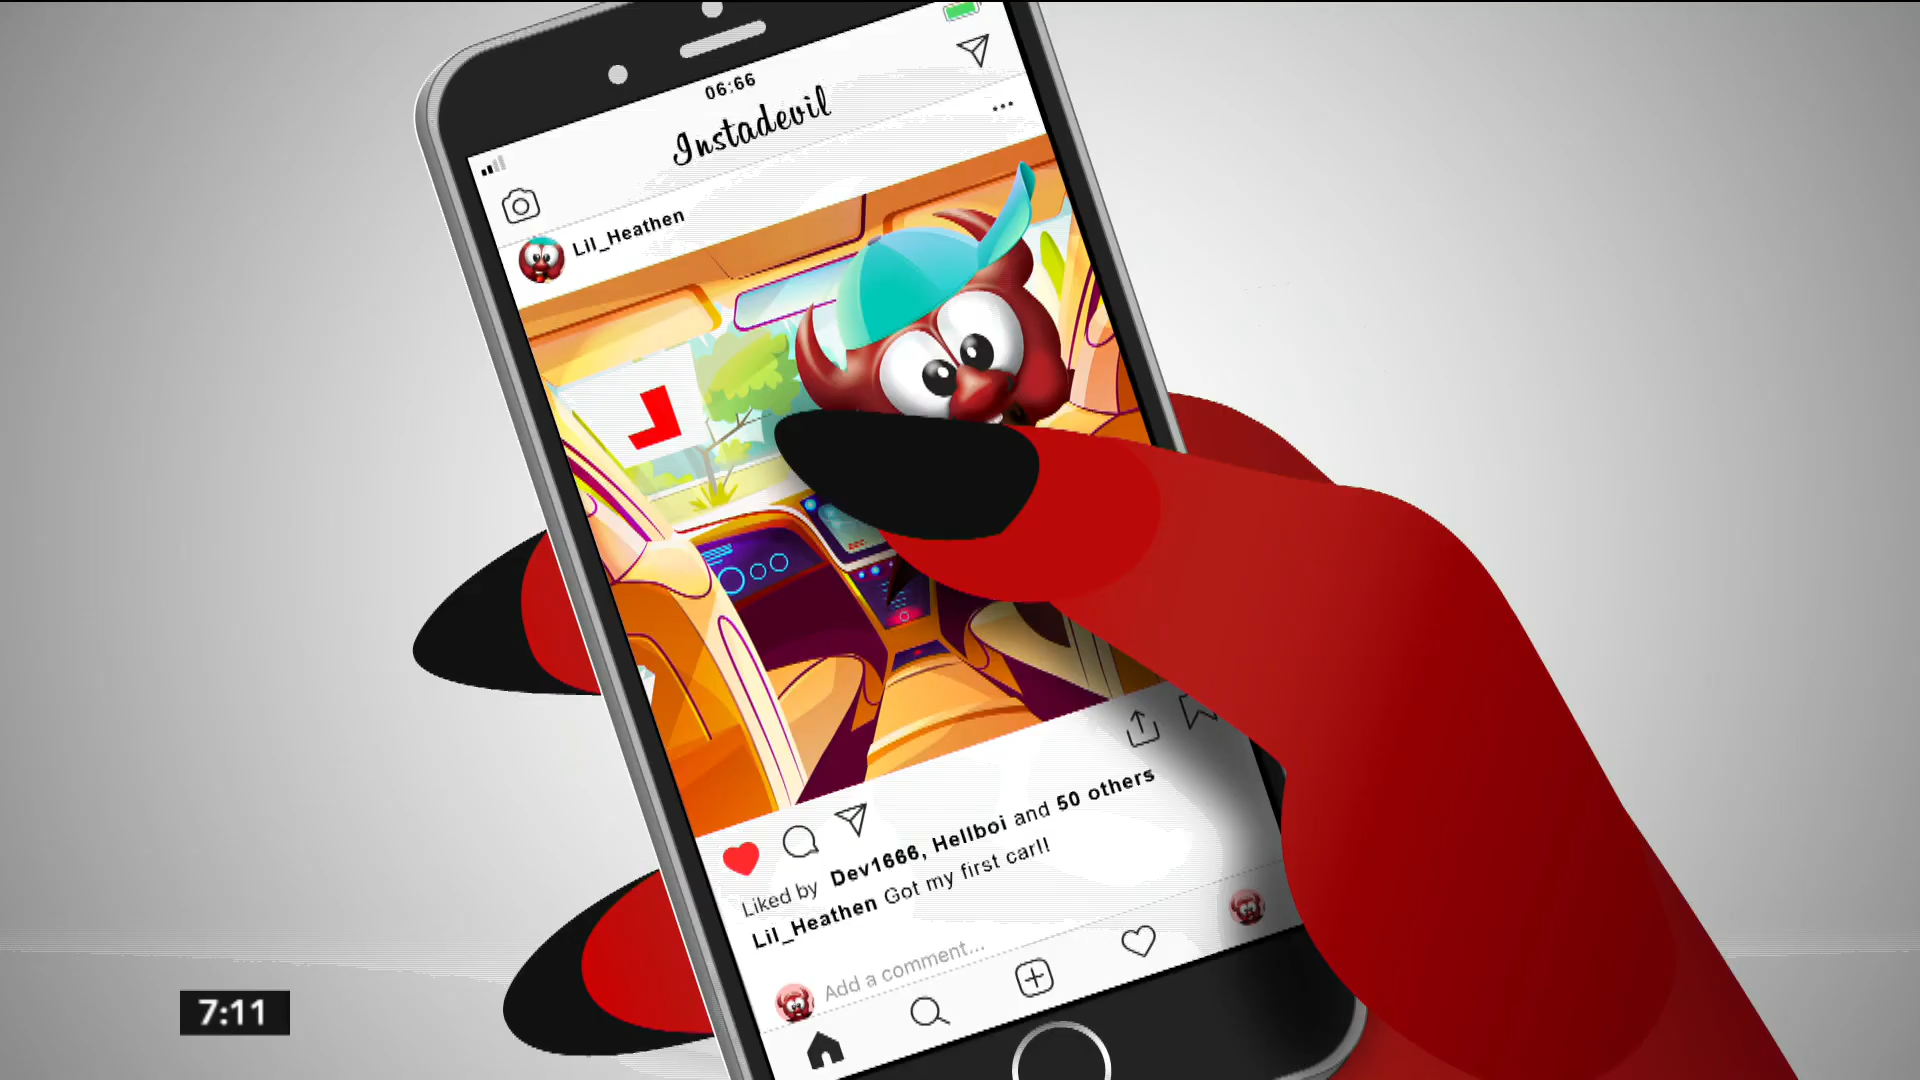 06:66
Instadevil
Lil_Heathen
L
Liked by Dev1666, Hellboi and 50 others
Lil_Heathen Got my first car!!
Add a comment...
7:11